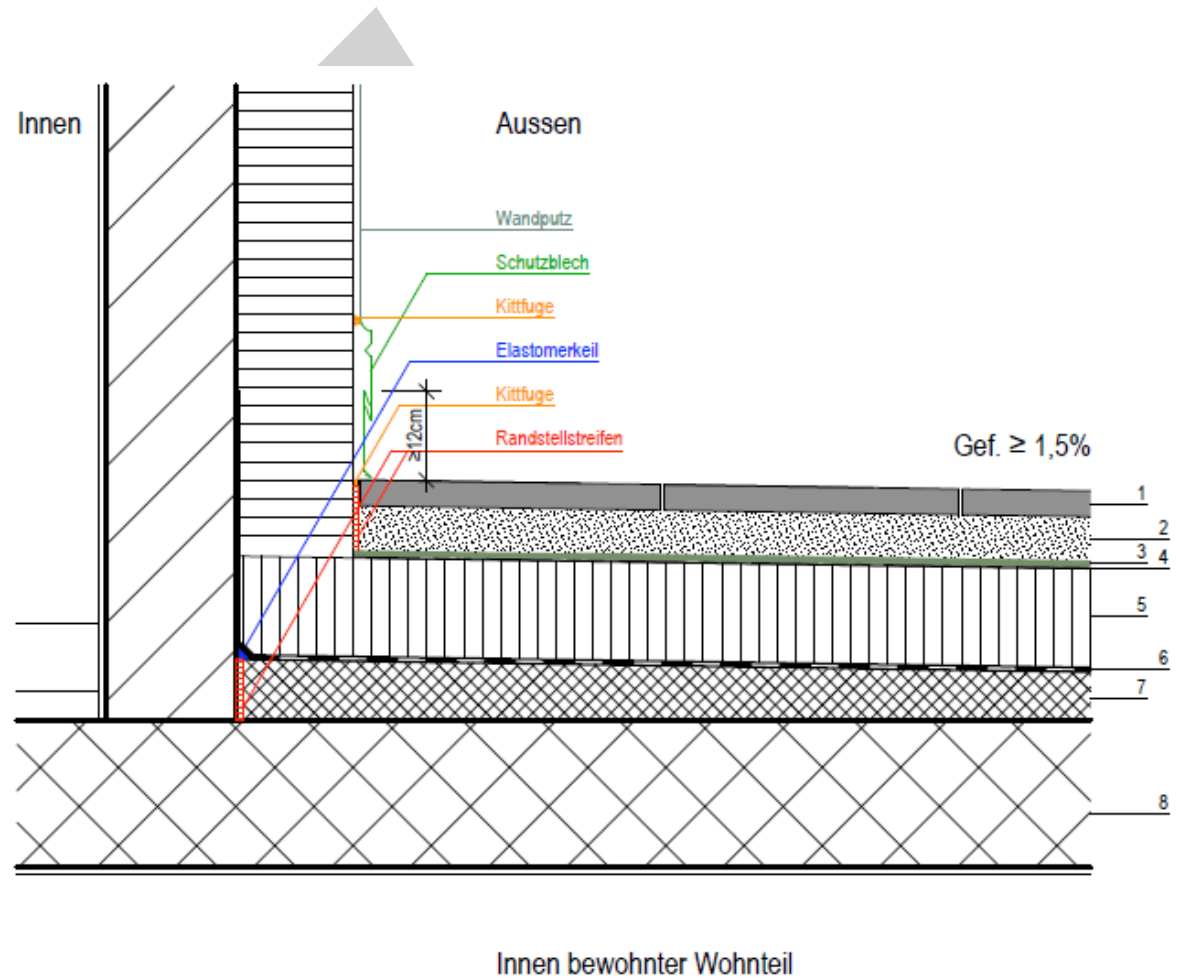 Innen
Aussen
Wandputz
Schutzblech
Kittfuge
Elastomerkeil
Kittfuge
Randstellstreifen
≥12cm
Gef. ≥ 1,5%
1
2
3
4
5
6
7
8
Innen bewohnter Wohnteil